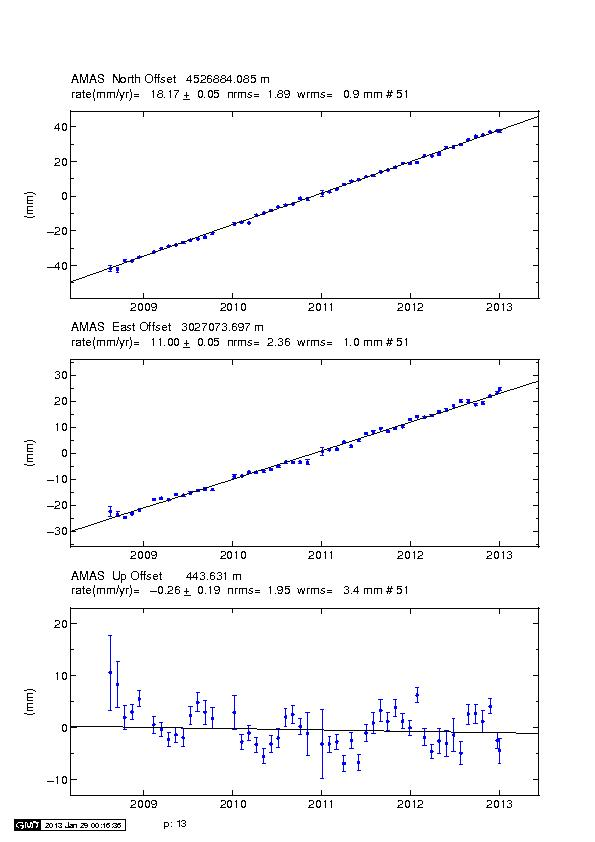 AMAS North Offset 4526884.085 m
rate(mm/yr)= 18.17 ± 0.05 nrms= 1.89 wrms= 0.9 mm # 51
40
20
0
−20
−40
(mm)
2009 2010 2011 2012 2013
AMAS East Offset 3027073.697 m
rate(mm/yr)= 11.00 ± 0.05 nrms= 2.36 wrms= 1.0 mm # 51
30
20
10
0
−10
−20
−30
(mm)
2009 2010 2011 2012 2013
AMAS Up Offset 443.631 m
rate(mm/yr)= −0.26 ± 0.19 nrms= 1.95 wrms= 3.4 mm # 51
20
10
0
−10
(mm)
2009 2010 2011 2012 2013
GMT 2013 Jan 29 00:16:35 p: 13